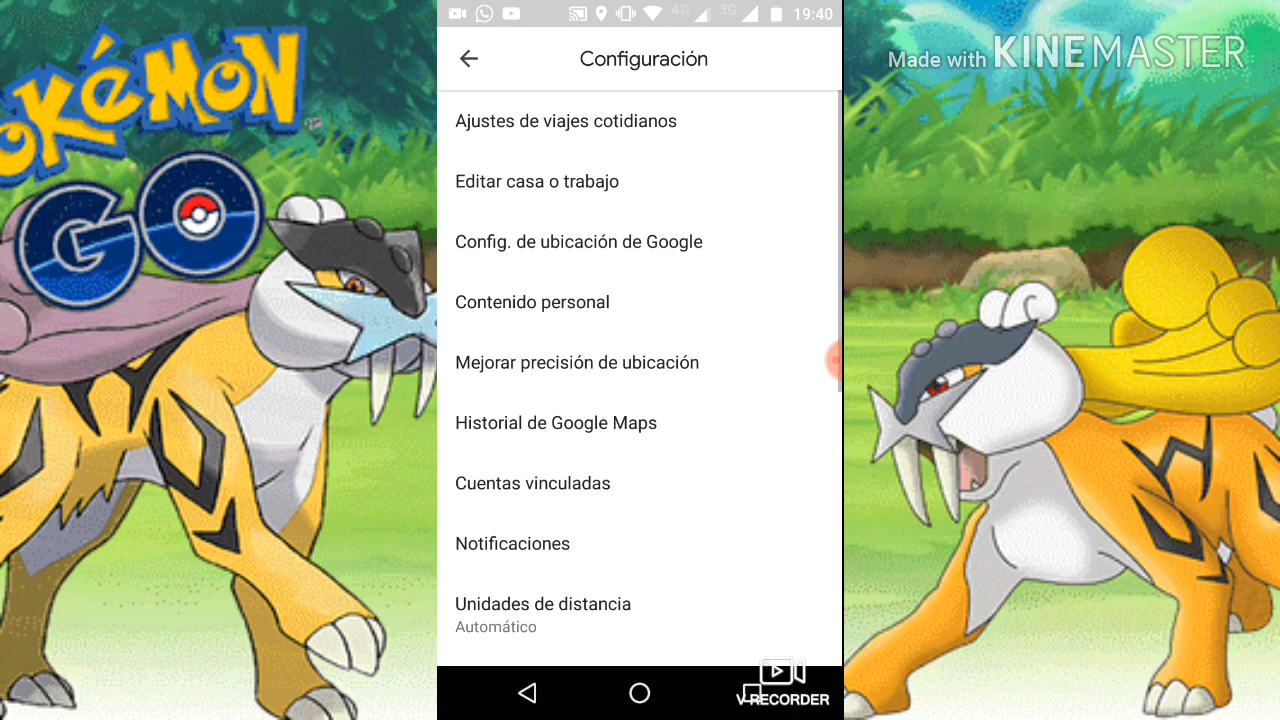 POKéMON
GO
4G
3G
19:40
Configuración
Made with KINEMASTER
Ajustes de viajes cotidianos
Editar casa o trabajo
Config. de ubicación de Google
Contenido personal
Mejorar precisión de ubicación
Historial de Google Maps
Cuentas vinculadas
Notificaciones
Unidades de distancia
Automático
V RECORDER